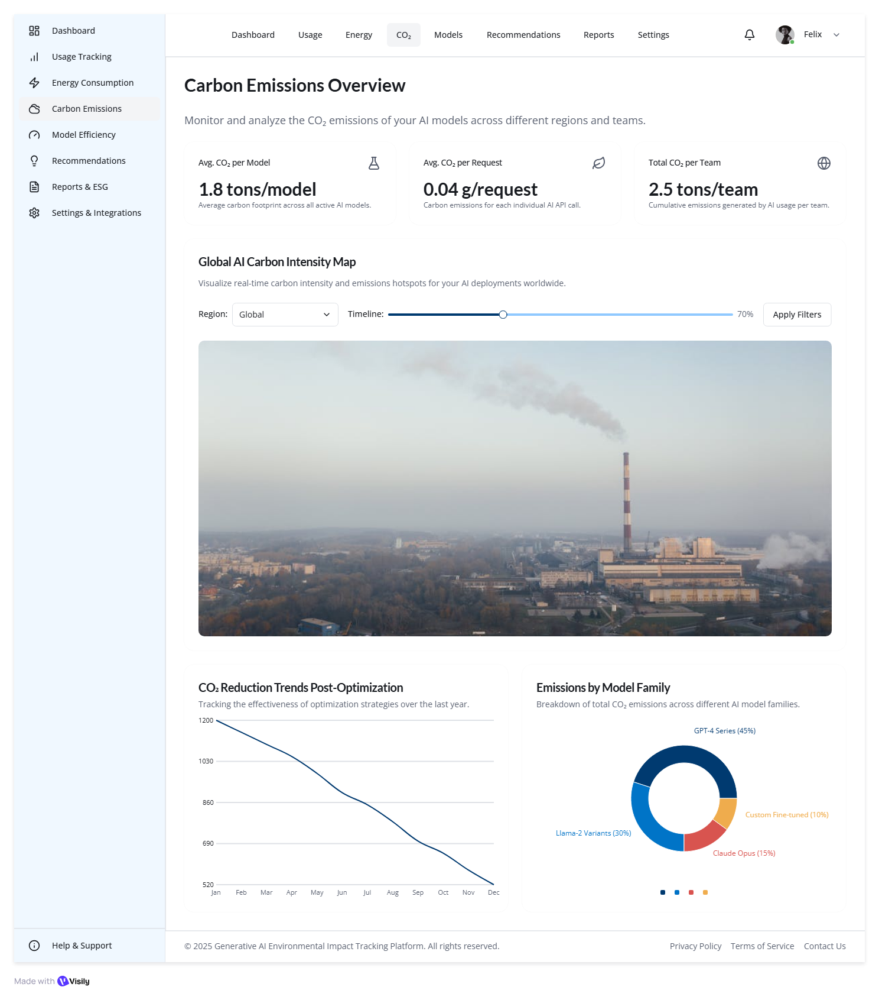 Dashboard
Usage Tracking
Energy Consumption
Carbon Emissions
Model Efficiency
Recommendations
Reports & ESG
Settings & Integrations
Help & Support
Dashboard Usage Energy CO₂ Models Recommendations Reports Settings Felix
Carbon Emissions Overview
Monitor and analyze the CO₂ emissions of your AI models across different regions and teams.
Avg. CO₂ per Model
1.8 tons/model
Average carbon footprint across all active AI models.
Avg. CO₂ per Request
0.04 g/request
Carbon emissions for each individual AI API call.
Total CO₂ per Team
2.5 tons/team
Cumulative emissions generated by AI usage per team.
Global AI Carbon Intensity Map
Visualize real-time carbon intensity and emissions hotspots for your AI deployments worldwide.
Region: Global Timeline: 70% Apply Filters
CO₂ Reduction Trends Post-Optimization
Tracking the effectiveness of optimization strategies over the last year.
1200
1030
860
690
520
Jan Feb Mar Apr May Jun Jul Aug Sep Oct Nov Dec
Emissions by Model Family
Breakdown of total CO₂ emissions across different AI model families.
GPT-4 Series (45%)
Custom Fine-tuned (10%)
Llama-2 Variants (30%)
Claude Opus (15%)
© 2025 Generative AI Environmental Impact Tracking Platform. All rights reserved.
Privacy Policy Terms of Service Contact Us
Made with Visily